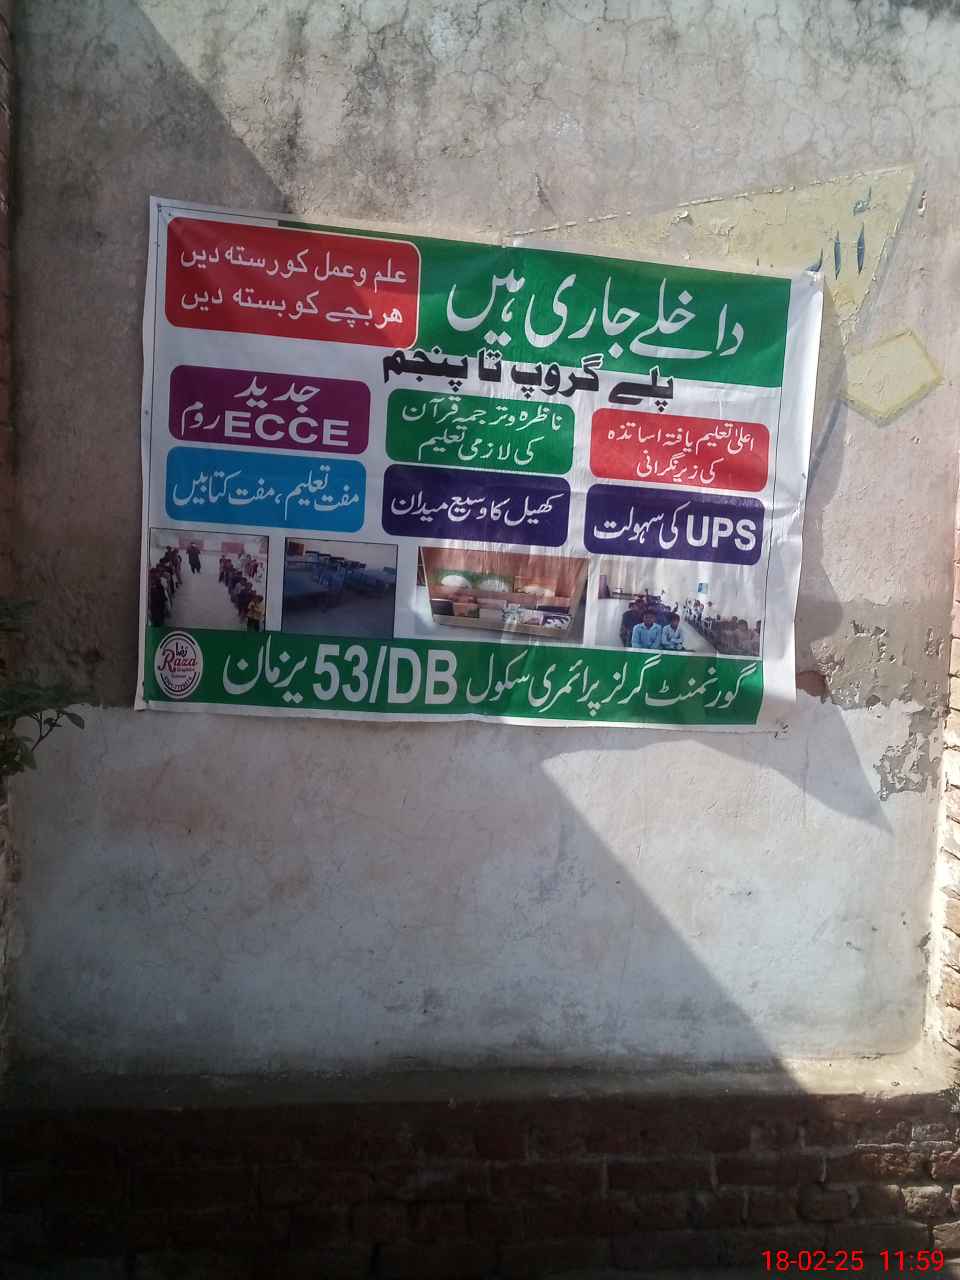 علم و عمل کو رستہ دیں
ھر بچے کو بستہ دیں
داخلے جاری ہیں
پلے گروپ تا پنجم
اعلیٰ تعلیم یافتہ اساتذہ
کی زیر نگرانی
ناظرہ و ترجمہ قرآن
کی لازمی تعلیم
جدید
ECCE روم
UPS کی سہولت
کھیل کا وسیع میدان
مفت تعلیم، مفت کتابیں
گورنمنٹ گرلز پرائمری سکول 53/DB یزمان
رضا
Raza
18-02-25 11:59